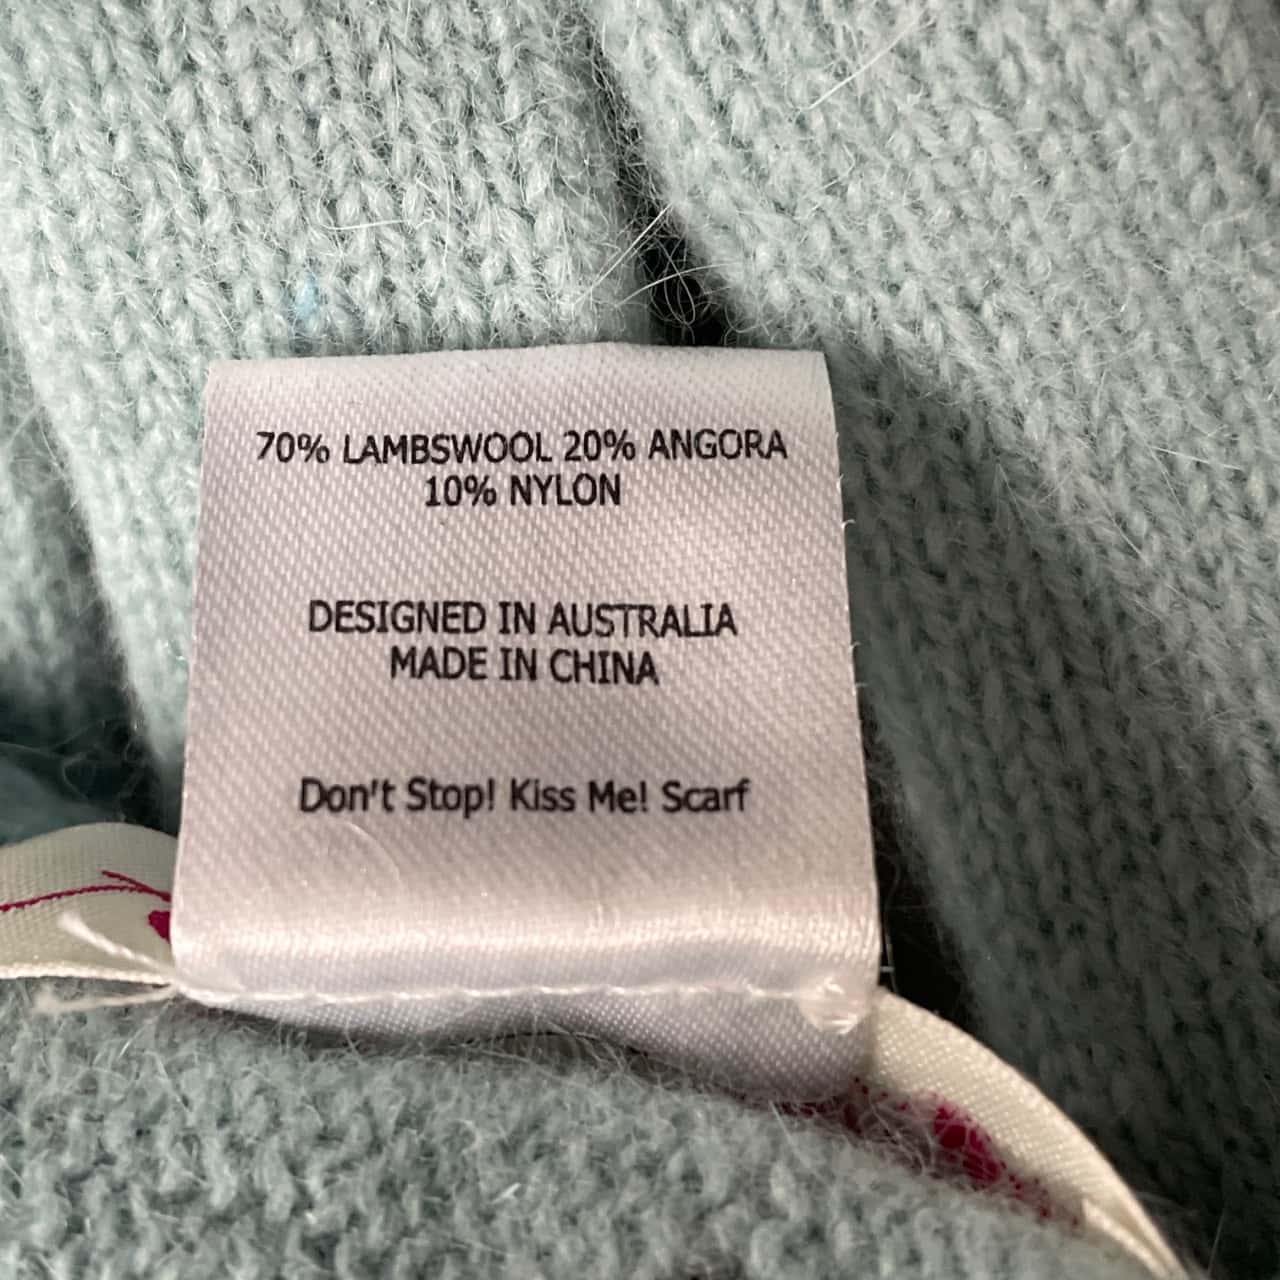 70% LAMBSWOOL 20% ANGORA
10% NYLON
DESIGNED IN AUSTRALIA
MADE IN CHINA
Don't Stop! Kiss Me! Scarf